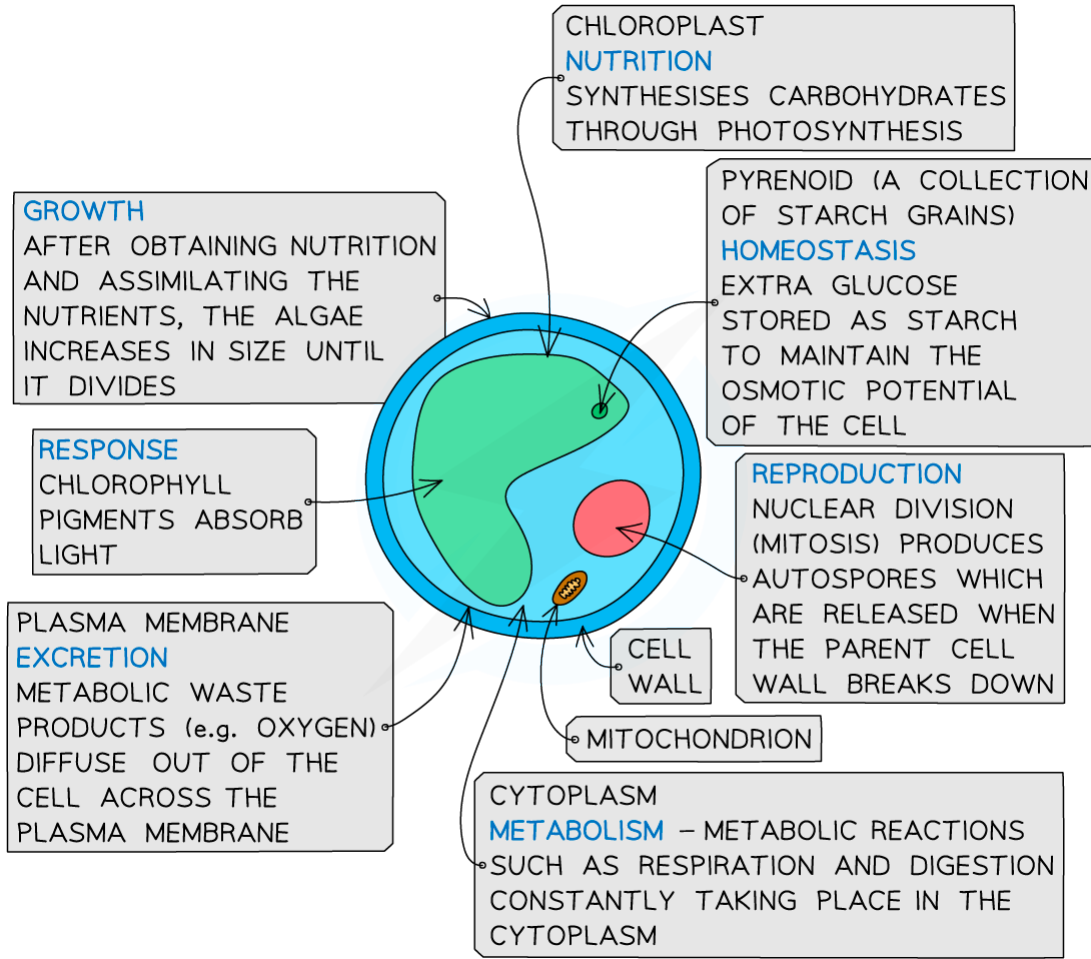 CHLOROPLAST
NUTRITION
SYNTHESISES CARBOHYDRATES
THROUGH PHOTOSYNTHESIS
PYRENOID (A COLLECTION
OF STARCH GRAINS)
HOMEOSTASIS
EXTRA GLUCOSE
STORED AS STARCH
TO MAINTAIN THE
OSMOTIC POTENTIAL
OF THE CELL
GROWTH
AFTER OBTAINING NUTRITION
AND ASSIMILATING THE
NUTRIENTS, THE ALGAE
INCREASES IN SIZE UNTIL
IT DIVIDES
RESPONSE
CHLOROPHYLL
PIGMENTS ABSORB
LIGHT
REPRODUCTION
NUCLEAR DIVISION
(MITOSIS) PRODUCES
AUTOSPORES WHICH
ARE RELEASED WHEN
THE PARENT CELL
WALL BREAKS DOWN
PLASMA MEMBRANE
EXCRETION
METABOLIC WASTE
PRODUCTS (e.g. OXYGEN)
DIFFUSE OUT OF THE
CELL ACROSS THE
PLASMA MEMBRANE
CELL
WALL
MITOCHONDRION
CYTOPLASM
METABOLISM – METABOLIC REACTIONS
SUCH AS RESPIRATION AND DIGESTION
CONSTANTLY TAKING PLACE IN THE
CYTOPLASM